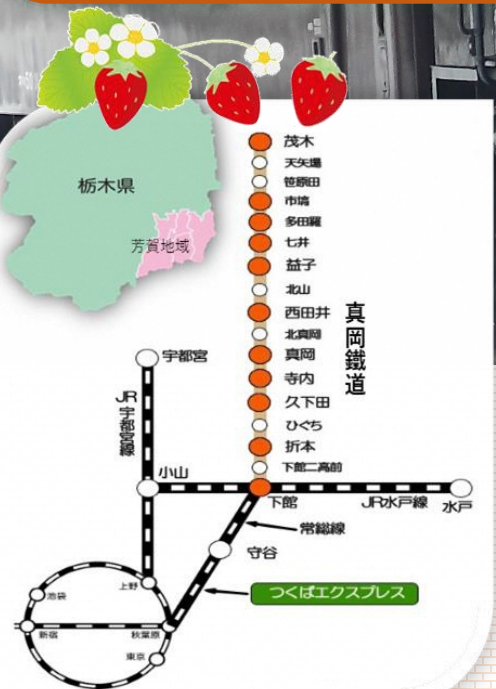 栃木県
芳賀地域
茂木
天矢場
笹原田
市塙
多田羅
七井
益子
北山
西田井
北真岡
真岡
寺内
久下田
ひぐち
折本
下館二高前
下館
真岡鐵道
宇都宮
JR宇都宮線
小山
JR水戸線
水戸
常総線
守谷
つくばエクスプレス
上野
池袋
新宿
秋葉原
東京